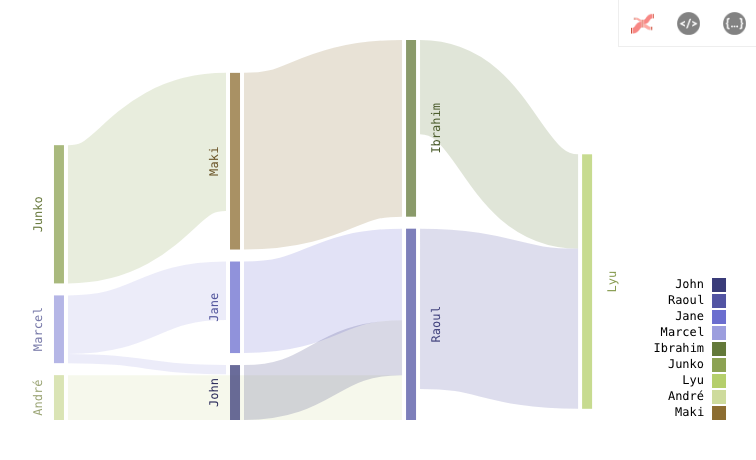 Junko
Marcel
André
Maki
Jane
John
Ibrahim
Raoul
Lyu
</>
{...}
John
Raoul
Jane
Marcel
Ibrahim
Junko
Lyu
André
Maki